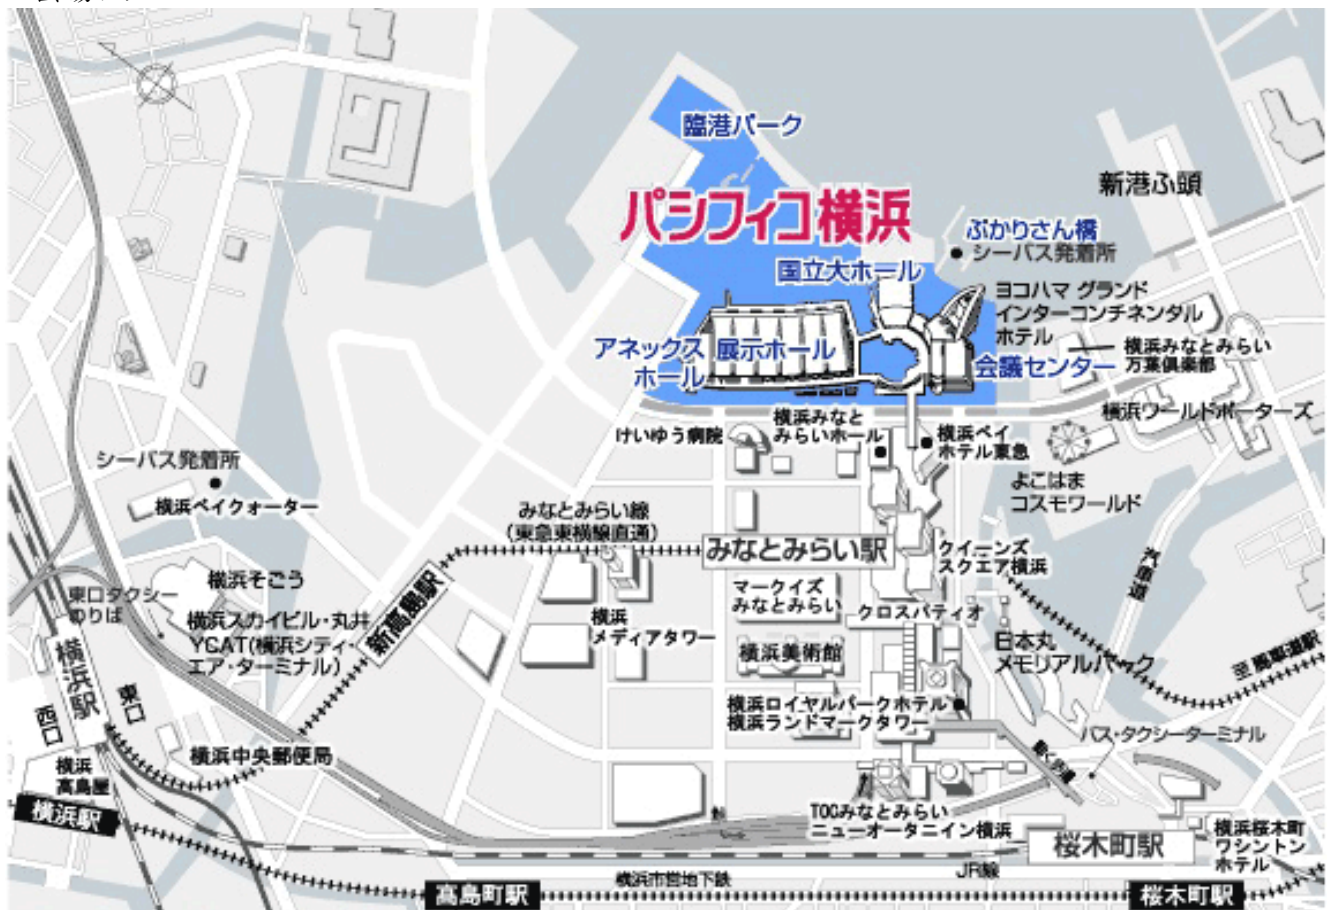 臨港パーク
新港ふ頭
パシフィコ横浜
ぷかりさん橋
シーバス発着所
国立大ホール
ヨコハマ グランド
インターコンチネンタル
ホテル
アネックス
ホール
展示ホール
会議センター
横浜みなとみらい
万葉倶楽部
横浜ワールドポーターズ
けいゆう病院
横浜みなと
みらいホール
横浜ベイ
ホテル東急
よこはま
コスモワールド
シーバス発着所
横浜ベイクォーター
みなとみらい線
(東急東横線直通)
みなとみらい駅
クイーンズ
スクエア横浜
汽車道
横浜そごう
東口タクシー
のりば
横浜スカイビル・丸井
YCAT(横浜シティ・
エア・ターミナル)
新高島駅
横浜
メディアタワー
マークイズ
みなとみらい
クロスパティオ
日本丸
メモリアルパーク
至馬車道駅
横浜美術館
横浜駅
東口
西口
横浜ロイヤルパークホテル
横浜ランドマークタワー
バス・タクシーターミナル
動く歩道
横浜中央郵便局
横浜
高島屋
横浜駅
TOCみなとみらい
ニューオータニイン横浜
桜木町駅
横浜桜木町
ワシントン
ホテル
JR線
横浜市営地下鉄
高島町駅
桜木町駅